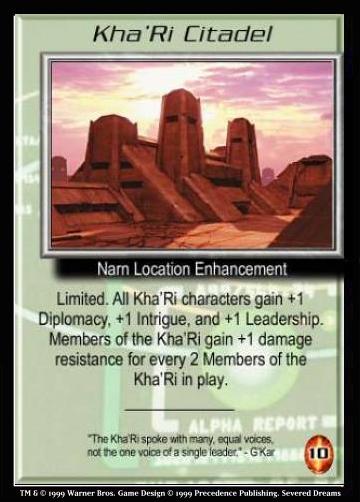 Kha'Ri Citadel
Narn Location Enhancement
Limited. All Kha'Ri characters gain +1
Diplomacy, +1 Intrigue, and +1 Leadership.
Members of the Kha'Ri gain +1 damage
resistance for every 2 Members of the
Kha'Ri in play.
ALPHA REPORT
"The Kha'Ri spoke with many, equal voices,
not the one voice of a single leader." - G'Kar
10
TM & © 1999 Warner Bros. Game Design © 1999 Precedence Publishing. Severed Dreams